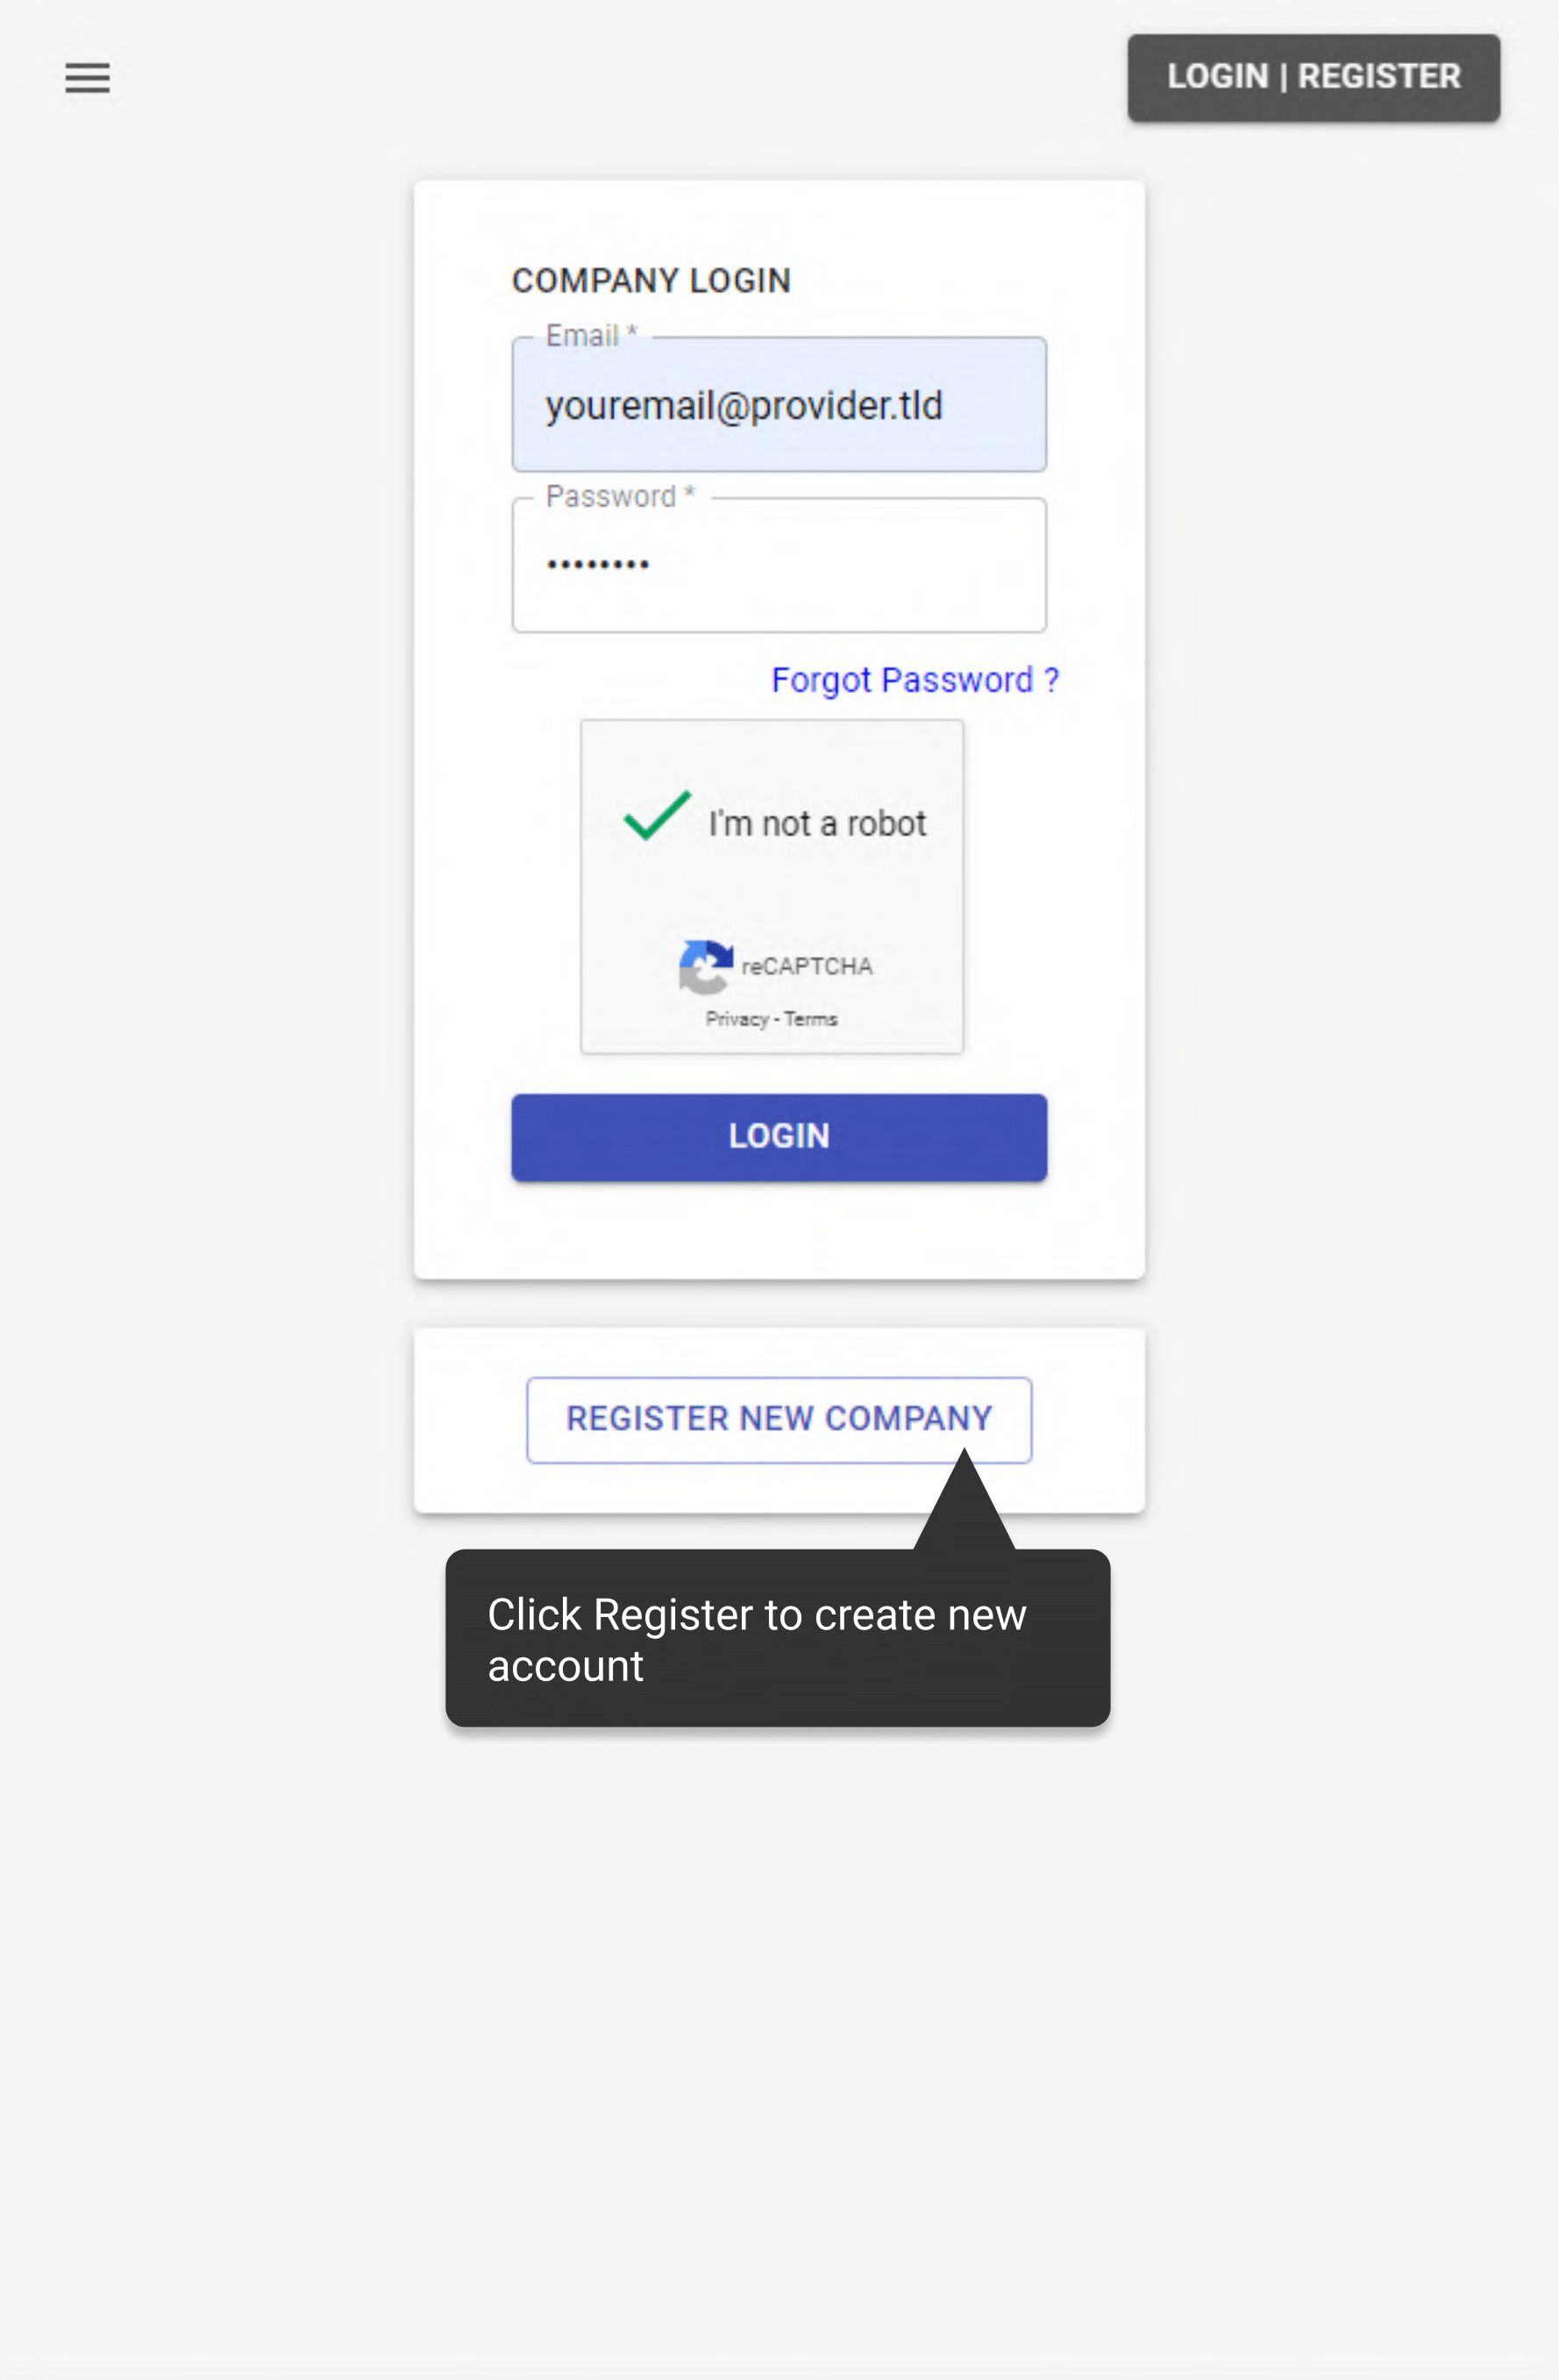 LOGIN | REGISTER
COMPANY LOGIN
Email *
youremail@provider.tld
Password *
••••••••
Forgot Password ?
I'm not a robot
reCAPTCHA
Privacy - Terms
LOGIN
REGISTER NEW COMPANY
Click Register to create new
account